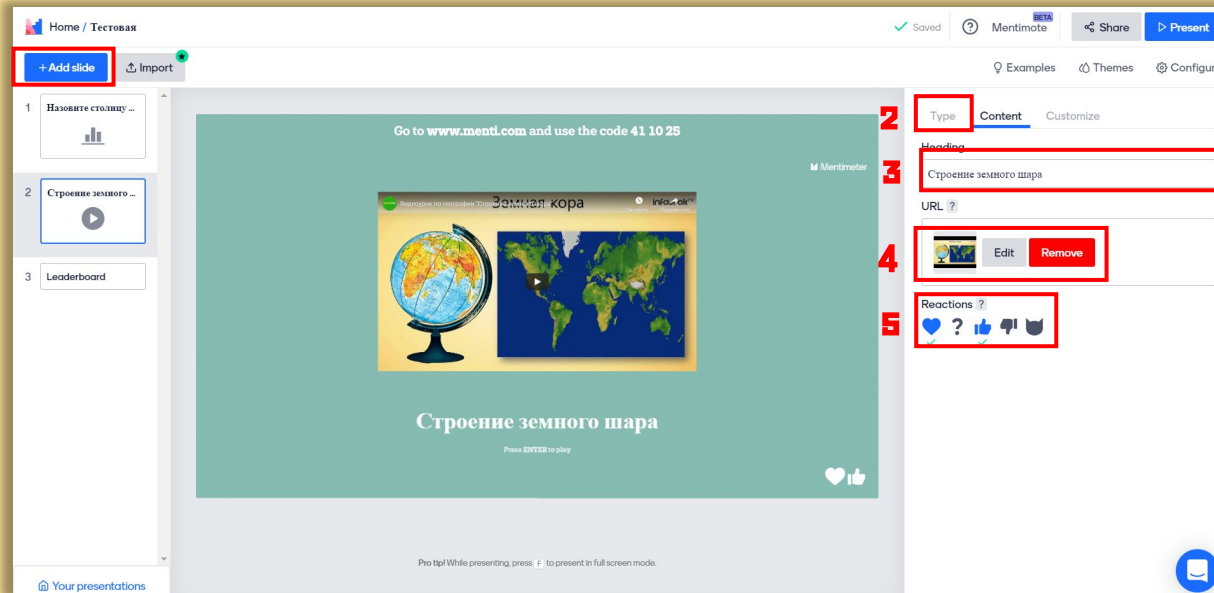 Home / Тестовая
Saved
?
Mentimote
BETA
Share
Present
+ Add slide
Import
Examples
Themes
Configur
1
Назовите столицу ...
2
Строение земного ...
3
Leaderboard
Your presentations
Go to www.menti.com and use the code 41 10 25
Mentimeter
Земная кора
Строение земного шара
Press ENTER to play
Pro tip! While presenting, press F to present in full screen mode.
2
Type
Content
Customize
Heading
3
Строение земного шара
URL ?
4
Edit
Remove
Reactions ?
5
?